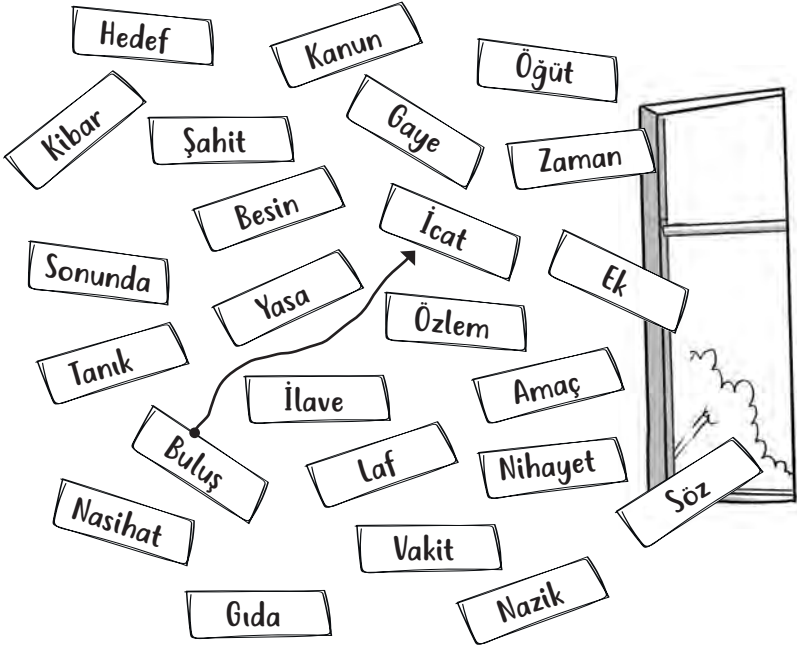 Hedef
Kanun
Öğüt
Kibar
Şahit
Gaye
Zaman
Besin
İcat
Sonunda
Yasa
Ek
Özlem
Tanık
İlave
Amaç
Buluş
Laf
Nihayet
Söz
Nasihat
Vakit
Gıda
Nazik